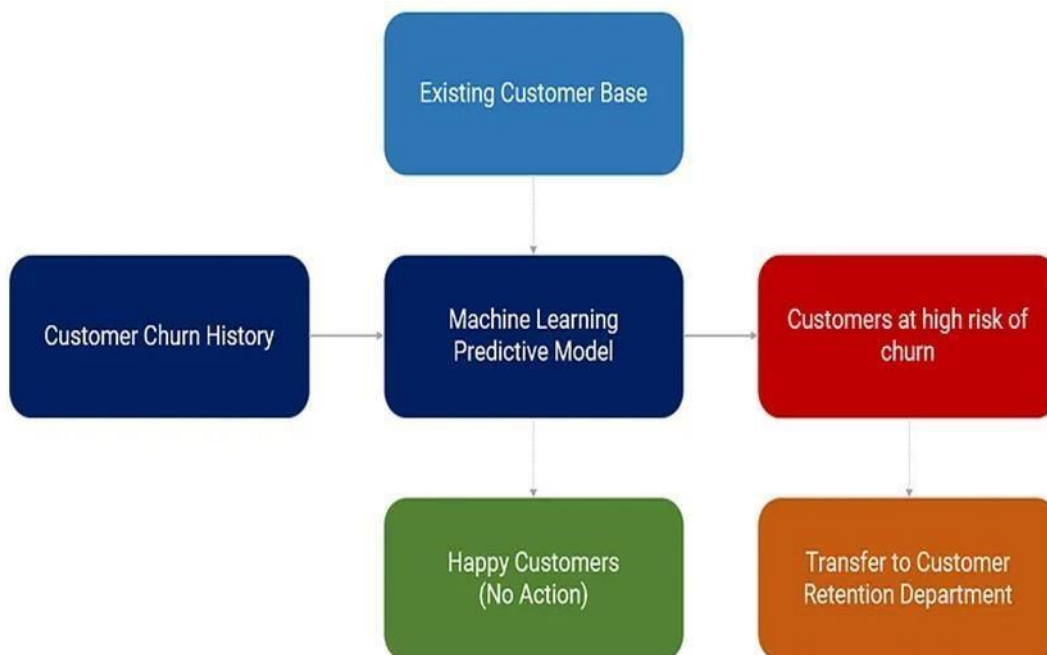 Existing Customer Base
Customer Churn History
Machine Learning
Predictive Model
Customers at high risk of
churn
Happy Customers
(No Action)
Transfer to Customer
Retention Department